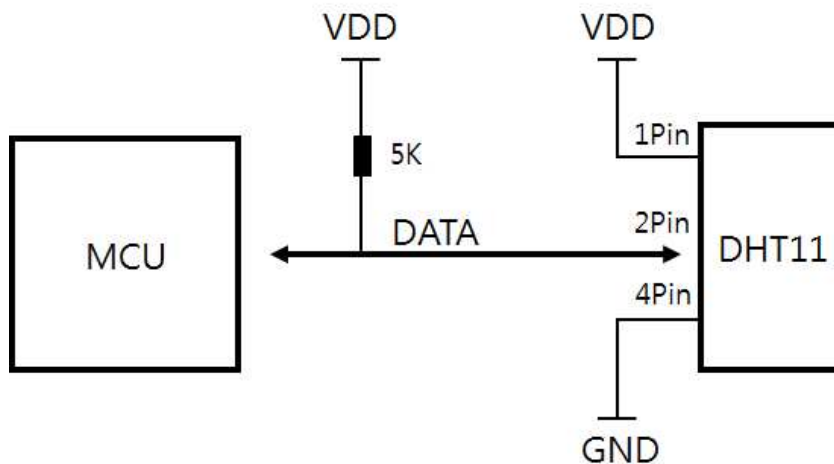 VDD
VDD
1Pin
5K
2Pin
DATA
MCU
DHT11
4Pin
GND